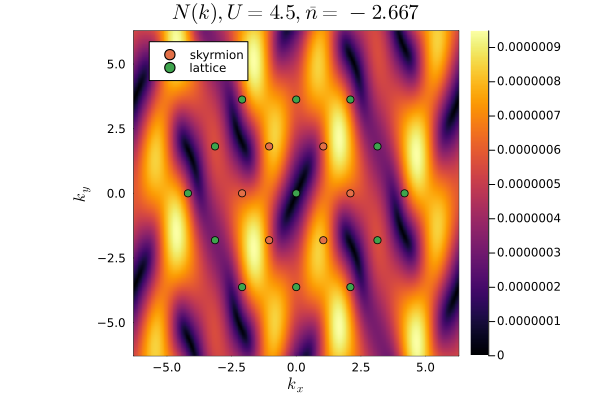 N(k), U = 4.5, n̄ = − 2.667
skyrmion
lattice
5.0
2.5
0.0
−2.5
−5.0
k_y
−5.0 −2.5 0.0 2.5 5.0
k_x
0.0000009
0.0000008
0.0000007
0.0000006
0.0000005
0.0000004
0.0000003
0.0000002
0.0000001
0